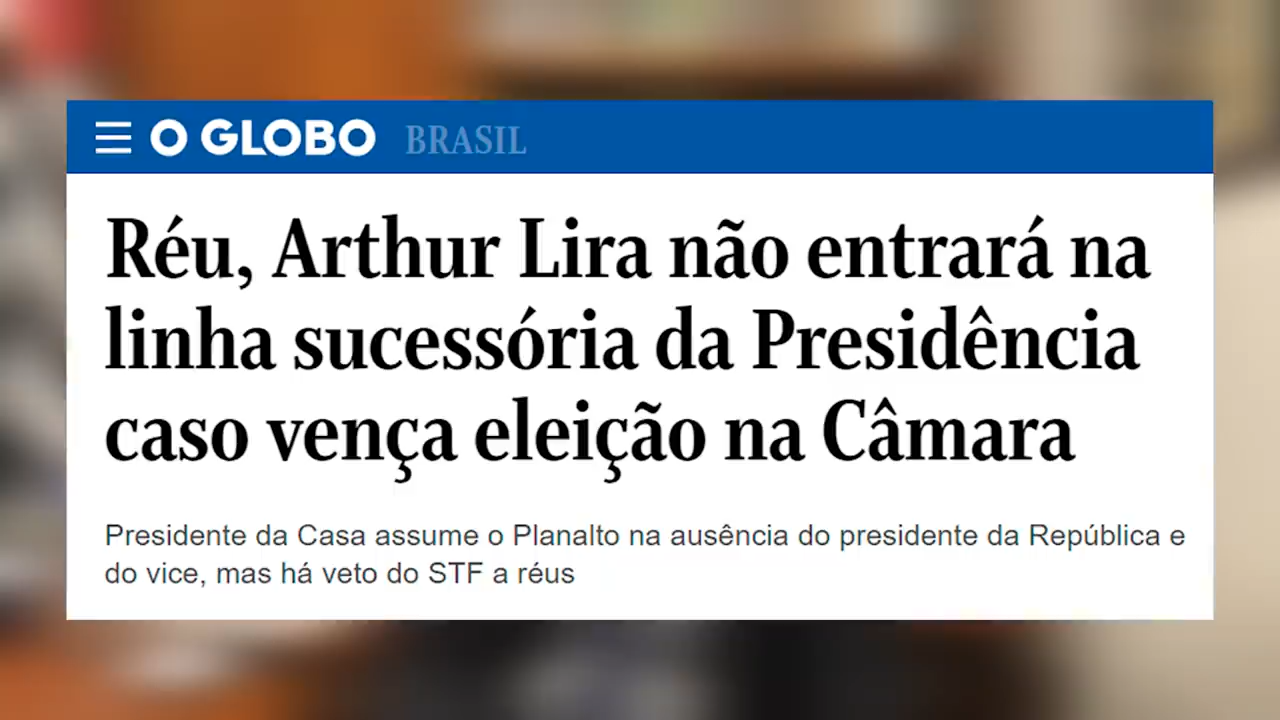 O GLOBO BRASIL
Réu, Arthur Lira não entrará na
linha sucessória da Presidência
caso vença eleição na Câmara
Presidente da Casa assume o Planalto na ausência do presidente da República e
do vice, mas há veto do STF a réus